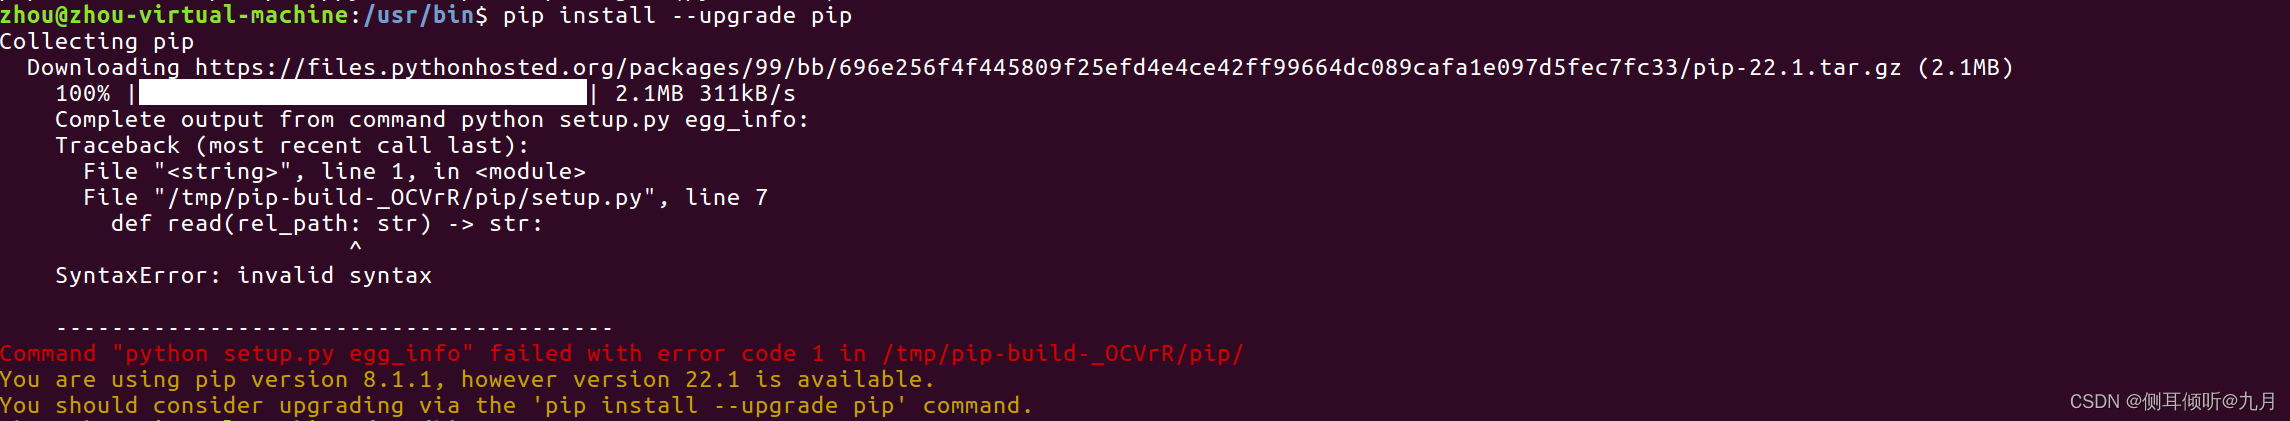 zhou@zhou-virtual-machine:/usr/bin$ pip install --upgrade pip
Collecting pip
  Downloading https://files.pythonhosted.org/packages/99/bb/696e256f4f445809f25efd4e4ce42ff99664dc089cafa1e097d5fec7fc33/pip-22.1.tar.gz (2.1MB)
    100% |████████████████████████████████| 2.1MB 311kB/s
    Complete output from command python setup.py egg_info:
    Traceback (most recent call last):
      File "<string>", line 1, in <module>
      File "/tmp/pip-build-_OCVrR/pip/setup.py", line 7
        def read(rel_path: str) -> str:
                         ^
    SyntaxError: invalid syntax

    ----------------------------------------
Command "python setup.py egg_info" failed with error code 1 in /tmp/pip-build-_OCVrR/pip/
You are using pip version 8.1.1, however version 22.1 is available.
You should consider upgrading via the 'pip install --upgrade pip' command.
CSDN @侧耳倾听@九月